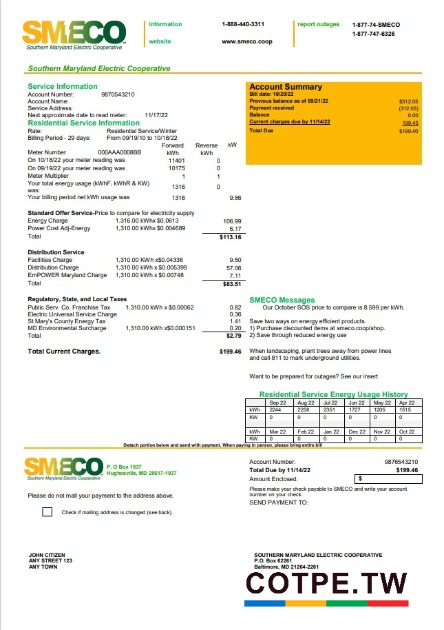 SMECO
Southern Maryland Electric Cooperative
information 1-888-440-3311 report outages 1-877-74-SMECO
1-877-747-6326
website www.smeco.coop
Southern Maryland Electric Cooperative
Service Information
Account Number: 9870543210
Account Name:
Service Address:
Next approximate date to read meter: 11/17/22
Residential Service Information
Rate: Residential Service/Winter
Billing Period - 29 days: From 09/19/10 to 10/18/22
Forward Reverse kW
Meter Number 000AAA0008BB kWh kWh
On 10/18/22 your meter reading was 11401 0
On 09/19/22 your meter reading was 10175 0
Meter Multiplier 1 1
Your total energy usage (kWhF, kWhR & KW) 1316 0
was:
Your billing period net kWh usage was 1316 9.86
Account Summary
Bill date: 10/20/22
Previous balance as of 09/21/22 $312.05
Payment received (312.05)
Balance 0.00
Current charges due by 11/14/22 199.45
Total Due $199.40
Standard Offer Service-Price to compare for electricity supply
Energy Charge 1,316.00 kWhx $0.0613 106.99
Power Cost Adj-Energy 1,310.00 kWhx $0.004689 6.17
Total $113.16
Distribution Service
Facilities Charge 1,310.00 kWh x$0.04336 9.50
Distribution Charge 1,310.00 kWh x$0.005399 57.06
EmPOWER Maryland Charge 1,310.00 kWh x $0.00748 7.11
Total $83.51
Regulatory, State, and Local Taxes
Public Serv. Co. Franchise Tax 1,310.00 kWh x $0.00062 0.82
Electric Universal Service Charge 0.36
St Mary's County Energy Tax 1.41
MD Environmental Surcharge 1,310.00 kWh x$0.000151 0.20
Total $2.79
Total Current Charges. $199.46
SMECO Messages
Our October SOS price to compare is 8.599 per kWh.
Save two ways on energy efficient products.
1) Purchase discounted items at smeco.coop/shop.
2) Save through reduced energy use
When landscaping, plant trees away from power lines
and call 811 to mark underground utilities.
Want to be prepared for outages? See our insert
Residential Service Energy Usage History
Sep 22 Aug 22 Jul 22 Jun 22 May 22 Apr 22
kWh 2244 2258 2351 1727 1205 1515
KW 0 0 0 0 0 0
kWh Mar 22 Feb 22 Jan 22 Dec 22 Nov 22 Oct 22
KW 0 0 0 0 0 0
Detach portion below and send with payment. When paying in person, please bring entire bill
SMECO
Southern Maryland Electric Cooperative
P. O Box 1937
Hughesville, MD 20617-1937
Please do not mail your payment to the address above.
Check if mailing address is changed (see back).
Account Number: 9876543210
Total Due by 11/14/22 $199.46
Amount Enclosed: $
Please make your check payable to SMECO and write your account
number on your check.
SEND PAYMENT TO:
JOHN CITIZEN
ANY STREET 123
ANY TOWN
SOUTHERN MARYLAND ELECTRIC COOPERATIVE
P.O. Box 62261
Baltimore, MD 21264-2261
COTPE.TW